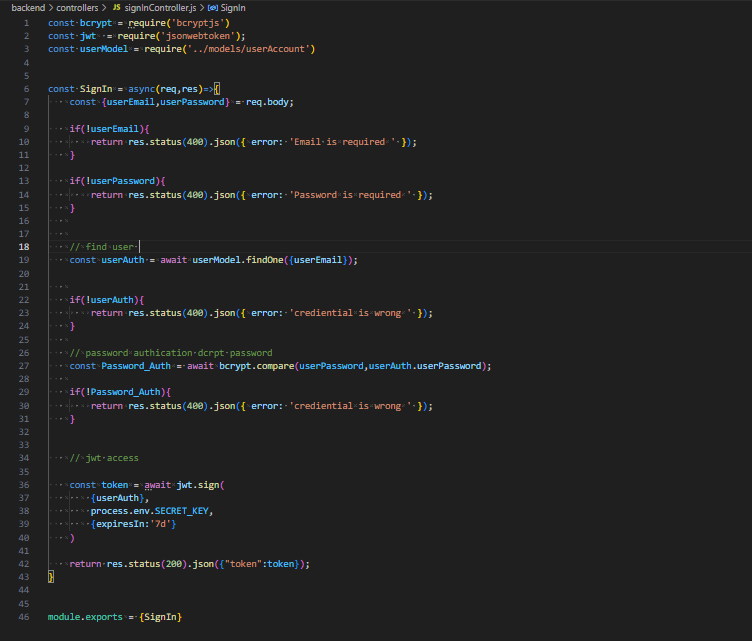 backend > controllers > JS signInController.js > SignIn
1 const bcrypt = require('bcryptjs')
2 const jwt = require('jsonwebtoken');
3 const userModel = require('../models/userAccount')
4
5
6 const SignIn = async(req,res)=>{
7 const {userEmail,userPassword} = req.body;
8
9 if(!userEmail){
10 return res.status(400).json({ error: 'Email is required ' });
11 }
12
13 if(!userPassword){
14 return res.status(400).json({ error: 'Password is required ' });
15 }
16
17
18 // find user
19 const userAuth = await userModel.findOne({userEmail});
20
21
22 if(!userAuth){
23 return res.status(400).json({ error: 'crediential is wrong ' });
24 }
25
26 // password authication dcrpt password
27 const Password_Auth = await bcrypt.compare(userPassword,userAuth.userPassword);
28
29 if(!Password_Auth){
30 return res.status(400).json({ error: 'crediential is wrong ' });
31 }
32
33
34 // jwt access
35
36 const token = await jwt.sign(
37 {userAuth},
38 process.env.SECRET_KEY,
39 {expiresIn:'7d'}
40 )
41
42 return res.status(200).json({"token":token});
43 }
44
45
46 module.exports = {SignIn}